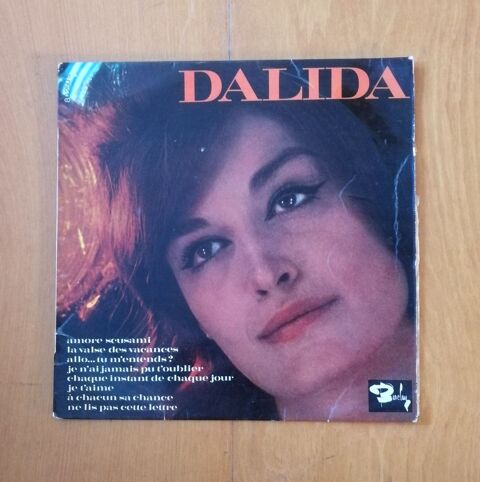 DALIDA
amore scusami
la valse des vacances
allo... tu m'entends?
je n'ai jamais pu t'oublier
chaque instant de chaque jour
je t'aime
à chacun sa chance
ne lis pas cette lettre
Barclay